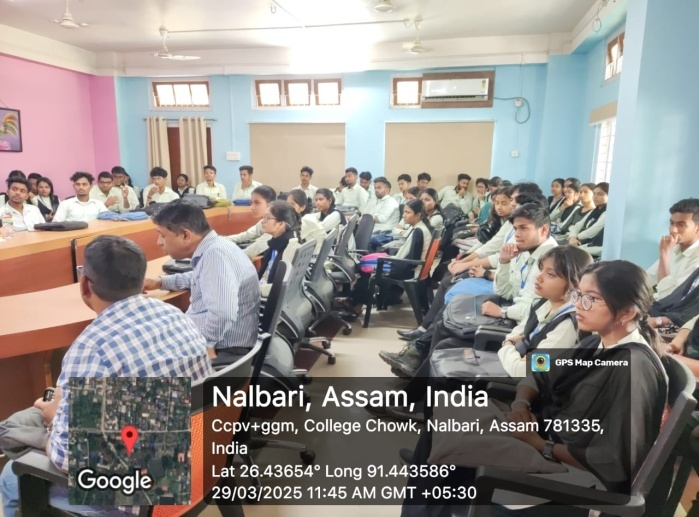 GPS Map Camera
Nalbari, Assam, India
Ccpv+ggm, College Chowk, Nalbari, Assam 781335,
India
Lat 26.43654° Long 91.443586°
29/03/2025 11:45 AM GMT +05:30
Google